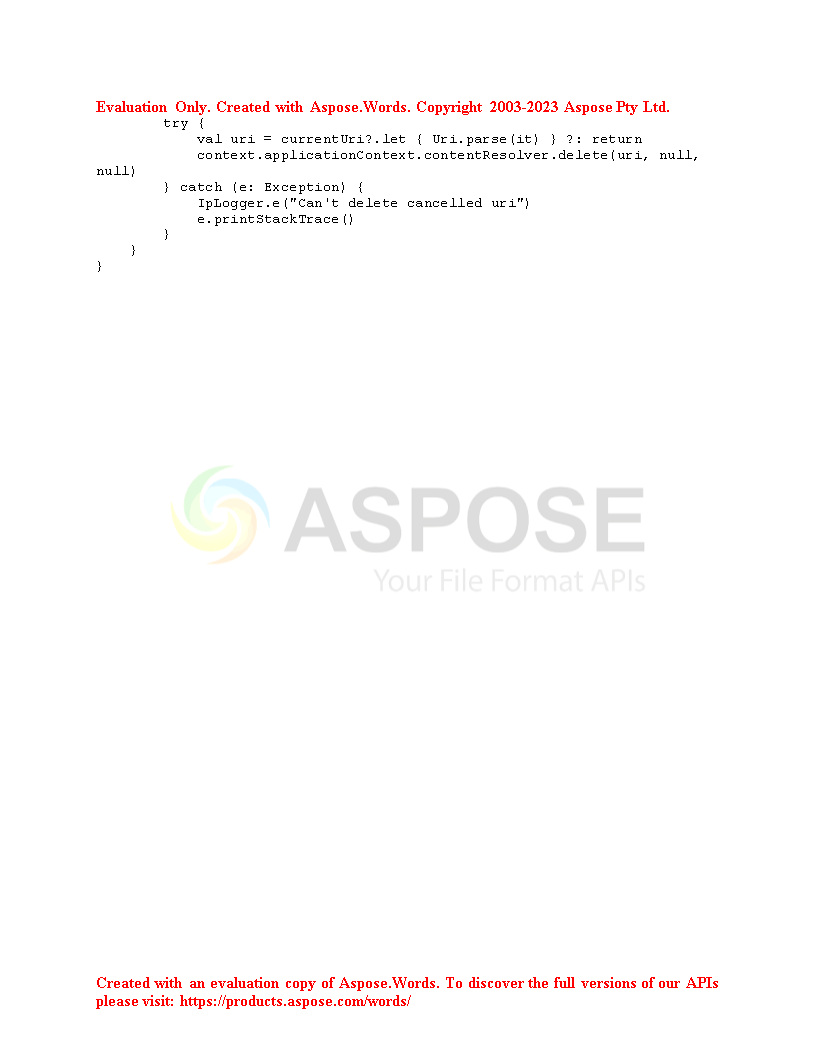 Evaluation Only. Created with Aspose.Words. Copyright 2003-2023 Aspose Pty Ltd.
try {
val uri = currentUri?.let { Uri.parse(it) } ?: return
context.applicationContext.contentResolver.delete(uri, null,
null)
} catch (e: Exception) {
IpLogger.e("Can't delete cancelled uri")
e.printStackTrace()
}
}
}
ASPOSE
Your File Format APIs
Created with an evaluation copy of Aspose.Words. To discover the full versions of our APIs
please visit: https://products.aspose.com/words/